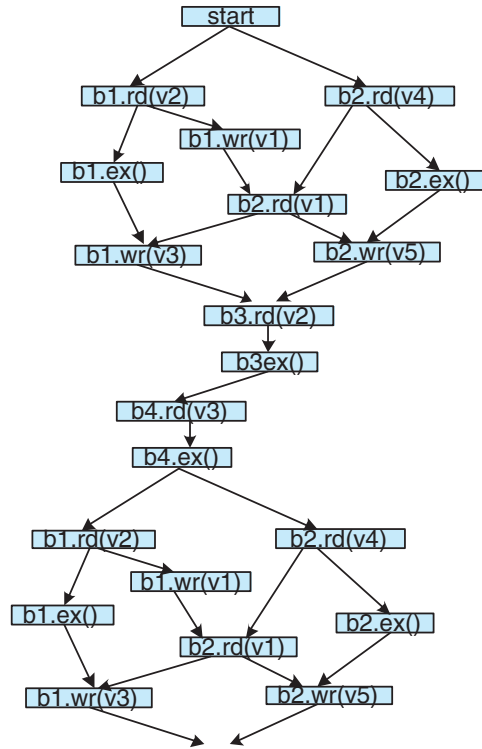 start
b1.rd(v2)
b2.rd(v4)
b1.wr(v1)
b1.ex()
b2.ex()
b2.rd(v1)
b1.wr(v3)
b2.wr(v5)
b3.rd(v2)
b3ex()
b4.rd(v3)
b4.ex()
b1.rd(v2)
b2.rd(v4)
b1.wr(v1)
b1.ex()
b2.ex()
b2.rd(v1)
b1.wr(v3)
b2.wr(v5)